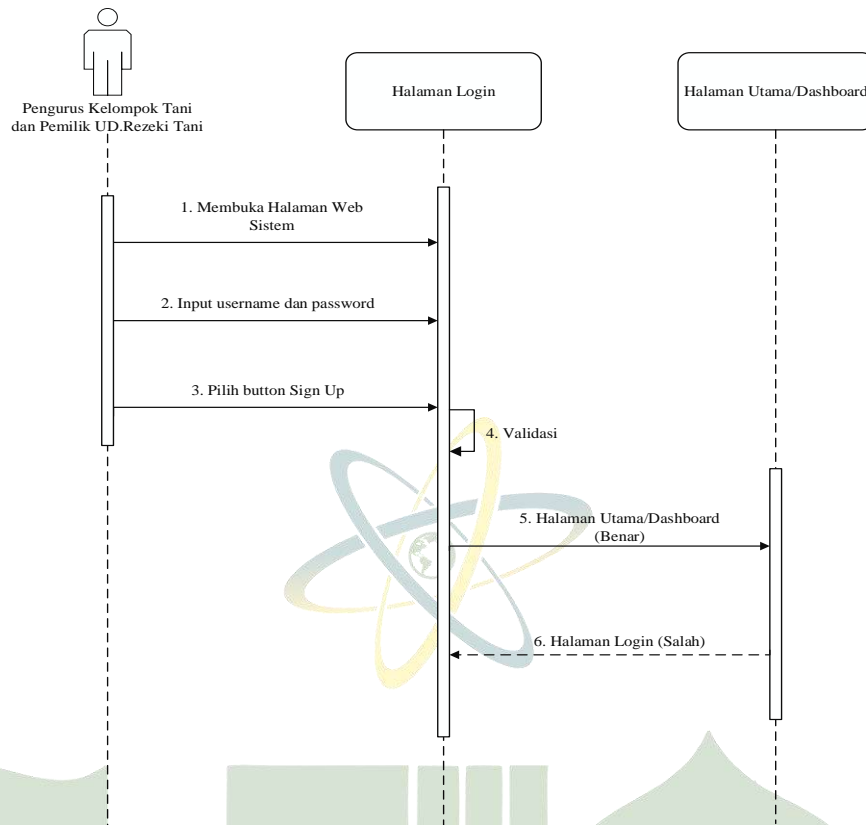 Pengurus Kelompok Tani
dan Pemilik UD.Rezeki Tani
Halaman Login
Halaman Utama/Dashboard
1. Membuka Halaman Web
Sistem
2. Input username dan password
3. Pilih button Sign Up
4. Validasi
5. Halaman Utama/Dashboard
(Benar)
6. Halaman Login (Salah)